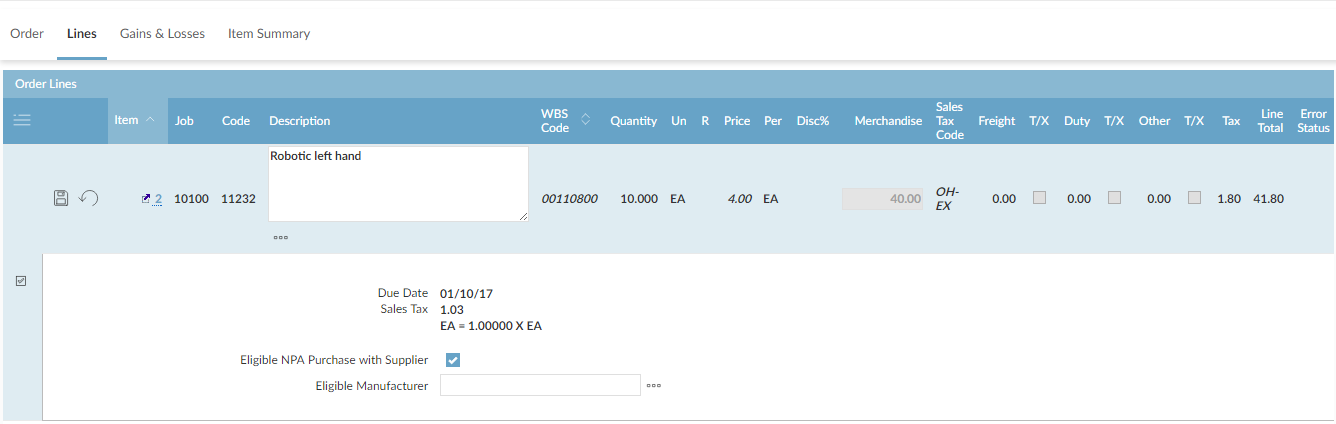 Order Lines Gains & Losses Item Summary
Order Lines
Item Job Code Description WBS Code Quantity Un R Price Per Disc% Merchandise Sales Tax Code Freight T/X Duty T/X Other T/X Tax Line Total Error Status
Robotic left hand
2 10100 11232 00110800 10.000 EA 4.00 EA 40.00 OH-EX 0.00 0.00 0.00 1.80 41.80
Due Date 01/10/17
Sales Tax 1.03
EA = 1.00000 X EA
Eligible NPA Purchase with Supplier
Eligible Manufacturer